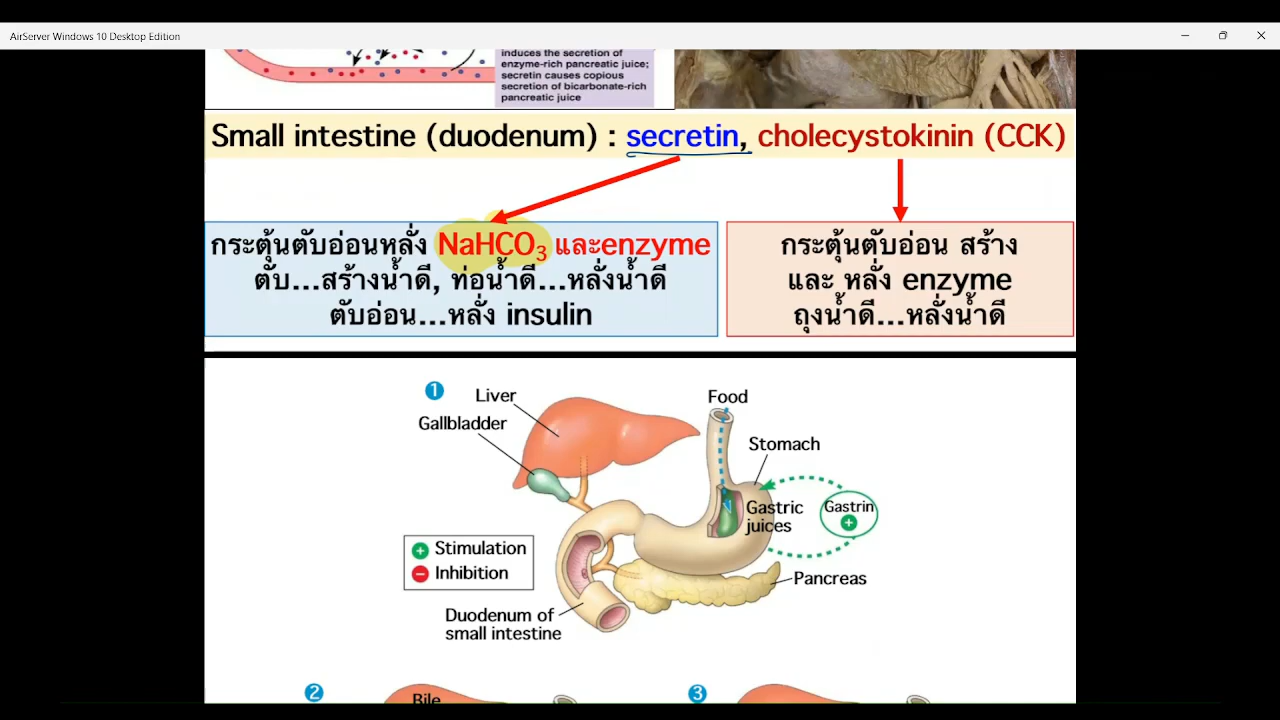 AirServer Windows 10 Desktop Edition
induces the secretion of
enzyme-rich pancreatic juice;
secretin causes copious
secretion of bicarbonate-rich
pancreatic juice
Small intestine (duodenum) : secretin, cholecystokinin (CCK)
กระตุ้นตับอ่อนหลั่ง NaHCO3 และenzyme
ตับ...สร้างน้ำดี, ท่อน้ำดี...หลั่งน้ำดี
ตับอ่อน...หลั่ง insulin
กระตุ้นตับอ่อน สร้าง
และ หลั่ง enzyme
ถุงน้ำดี...หลั่งน้ำดี
1
Liver
Gallbladder
Food
Stomach
Gastric
juices
Gastrin
+
+ Stimulation
− Inhibition
Pancreas
Duodenum of
small intestine
2
Bile
3